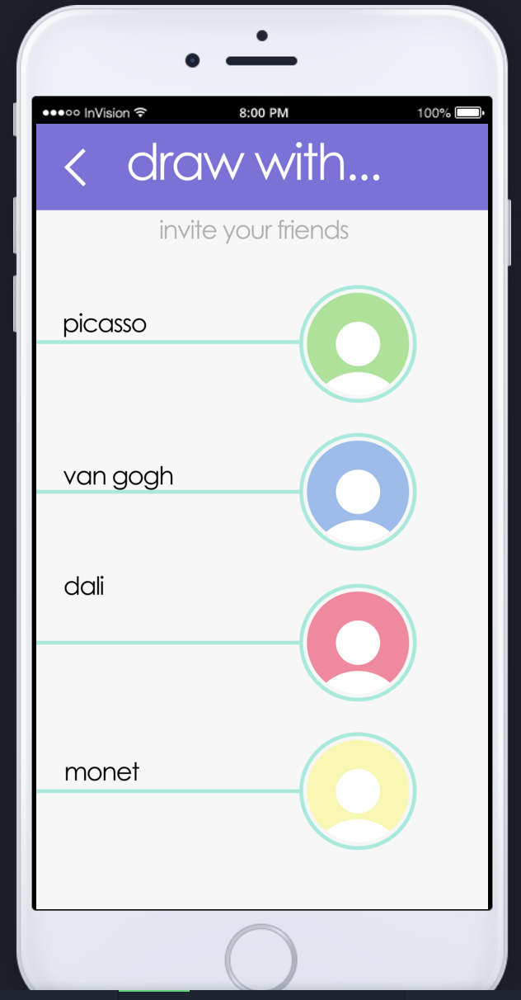 InVision 8:00 PM 100%
draw with...
invite your friends
picasso
van gogh
dali
monet